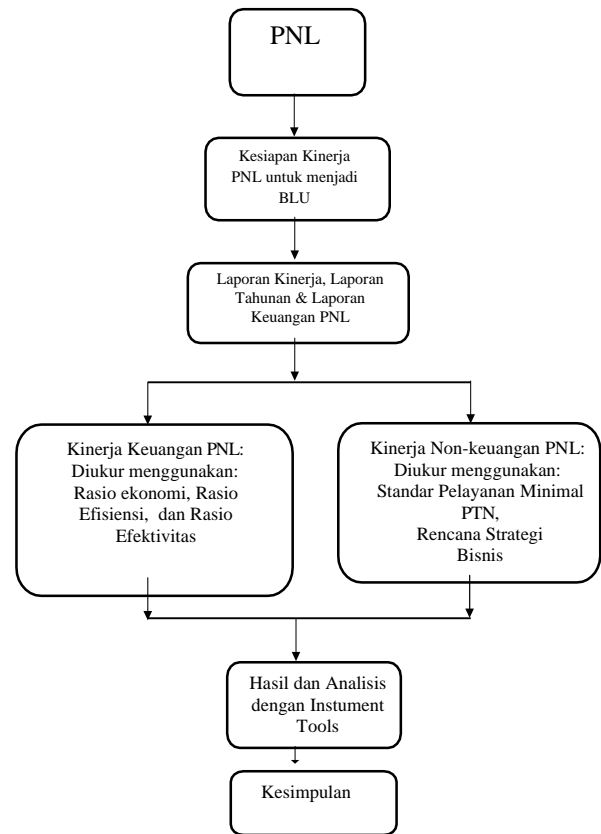 PNL
Kesiapan Kinerja
PNL untuk menjadi
BLU
Laporan Kinerja, Laporan
Tahunan & Laporan
Keuangan PNL
Kinerja Keuangan PNL:
Diukur menggunakan:
Rasio ekonomi, Rasio
Efisiensi, dan Rasio
Efektivitas
Kinerja Non-keuangan PNL:
Diukur menggunakan:
Standar Pelayanan Minimal
PTN,
Rencana Strategi
Bisnis
Hasil dan Analisis
dengan Instument
Tools
Kesimpulan